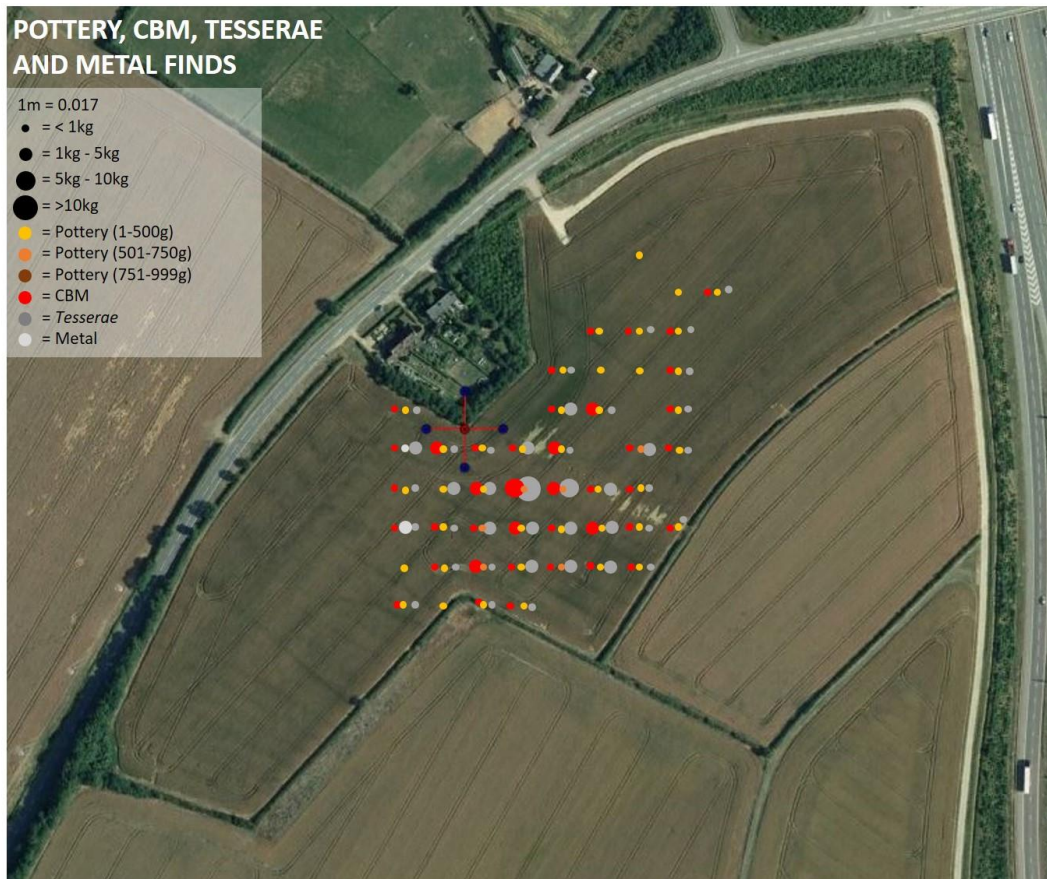 POTTERY, CBM, TESSERAE
AND METAL FINDS
1m = 0.017
= < 1kg
= 1kg - 5kg
= 5kg - 10kg
= >10kg
= Pottery (1-500g)
= Pottery (501-750g)
= Pottery (751-999g)
= CBM
= Tesserae
= Metal